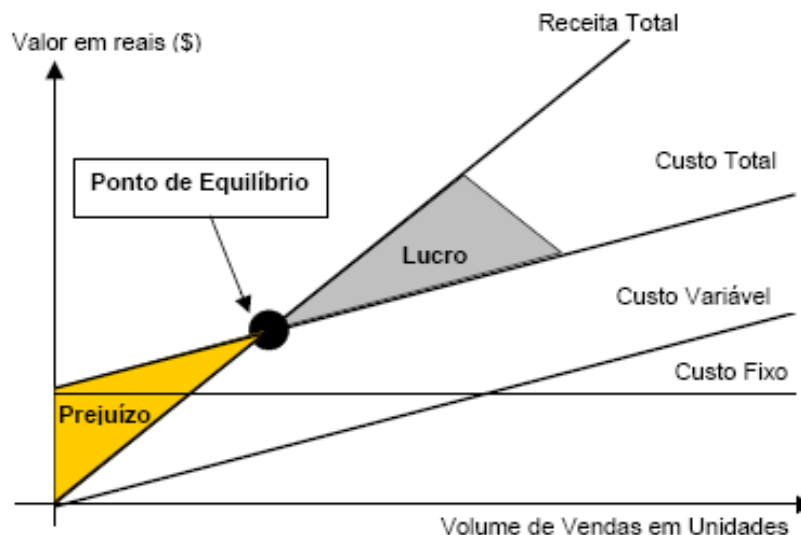 Receita Total
Valor em reais ($)
Custo Total
Ponto de Equilíbrio
Lucro
Custo Variável
Custo Fixo
Prejuízo
Volume de Vendas em Unidades